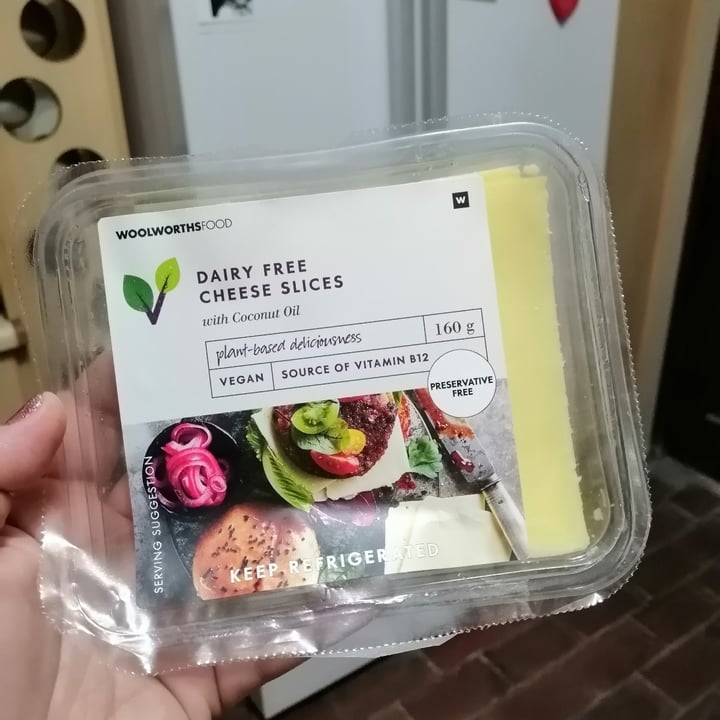 WOOLWORTHSFOOD
W
DAIRY FREE
CHEESE SLICES
with Coconut Oil
plant-based deliciousness
160 g
VEGAN
SOURCE OF VITAMIN B12
PRESERVATIVE
FREE
SERVING SUGGESTION
KEEP REFRIGERATED